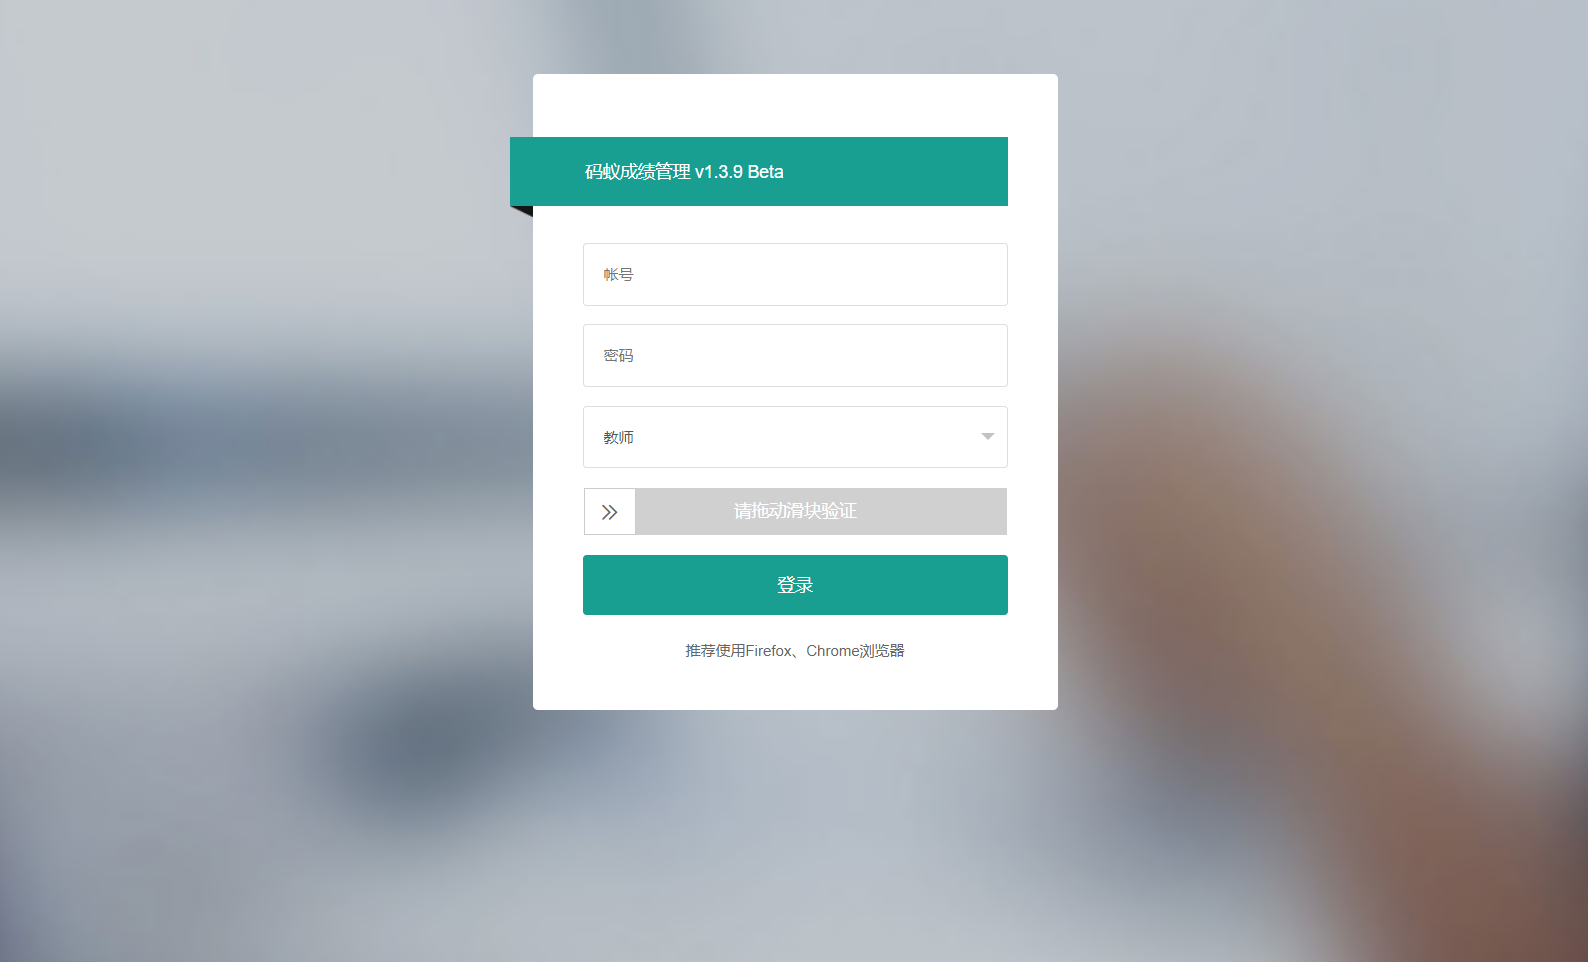 码蚁成绩管理 v1.3.9 Beta
帐号
密码
教师
请拖动滑块验证
登录
推荐使用Firefox、Chrome浏览器